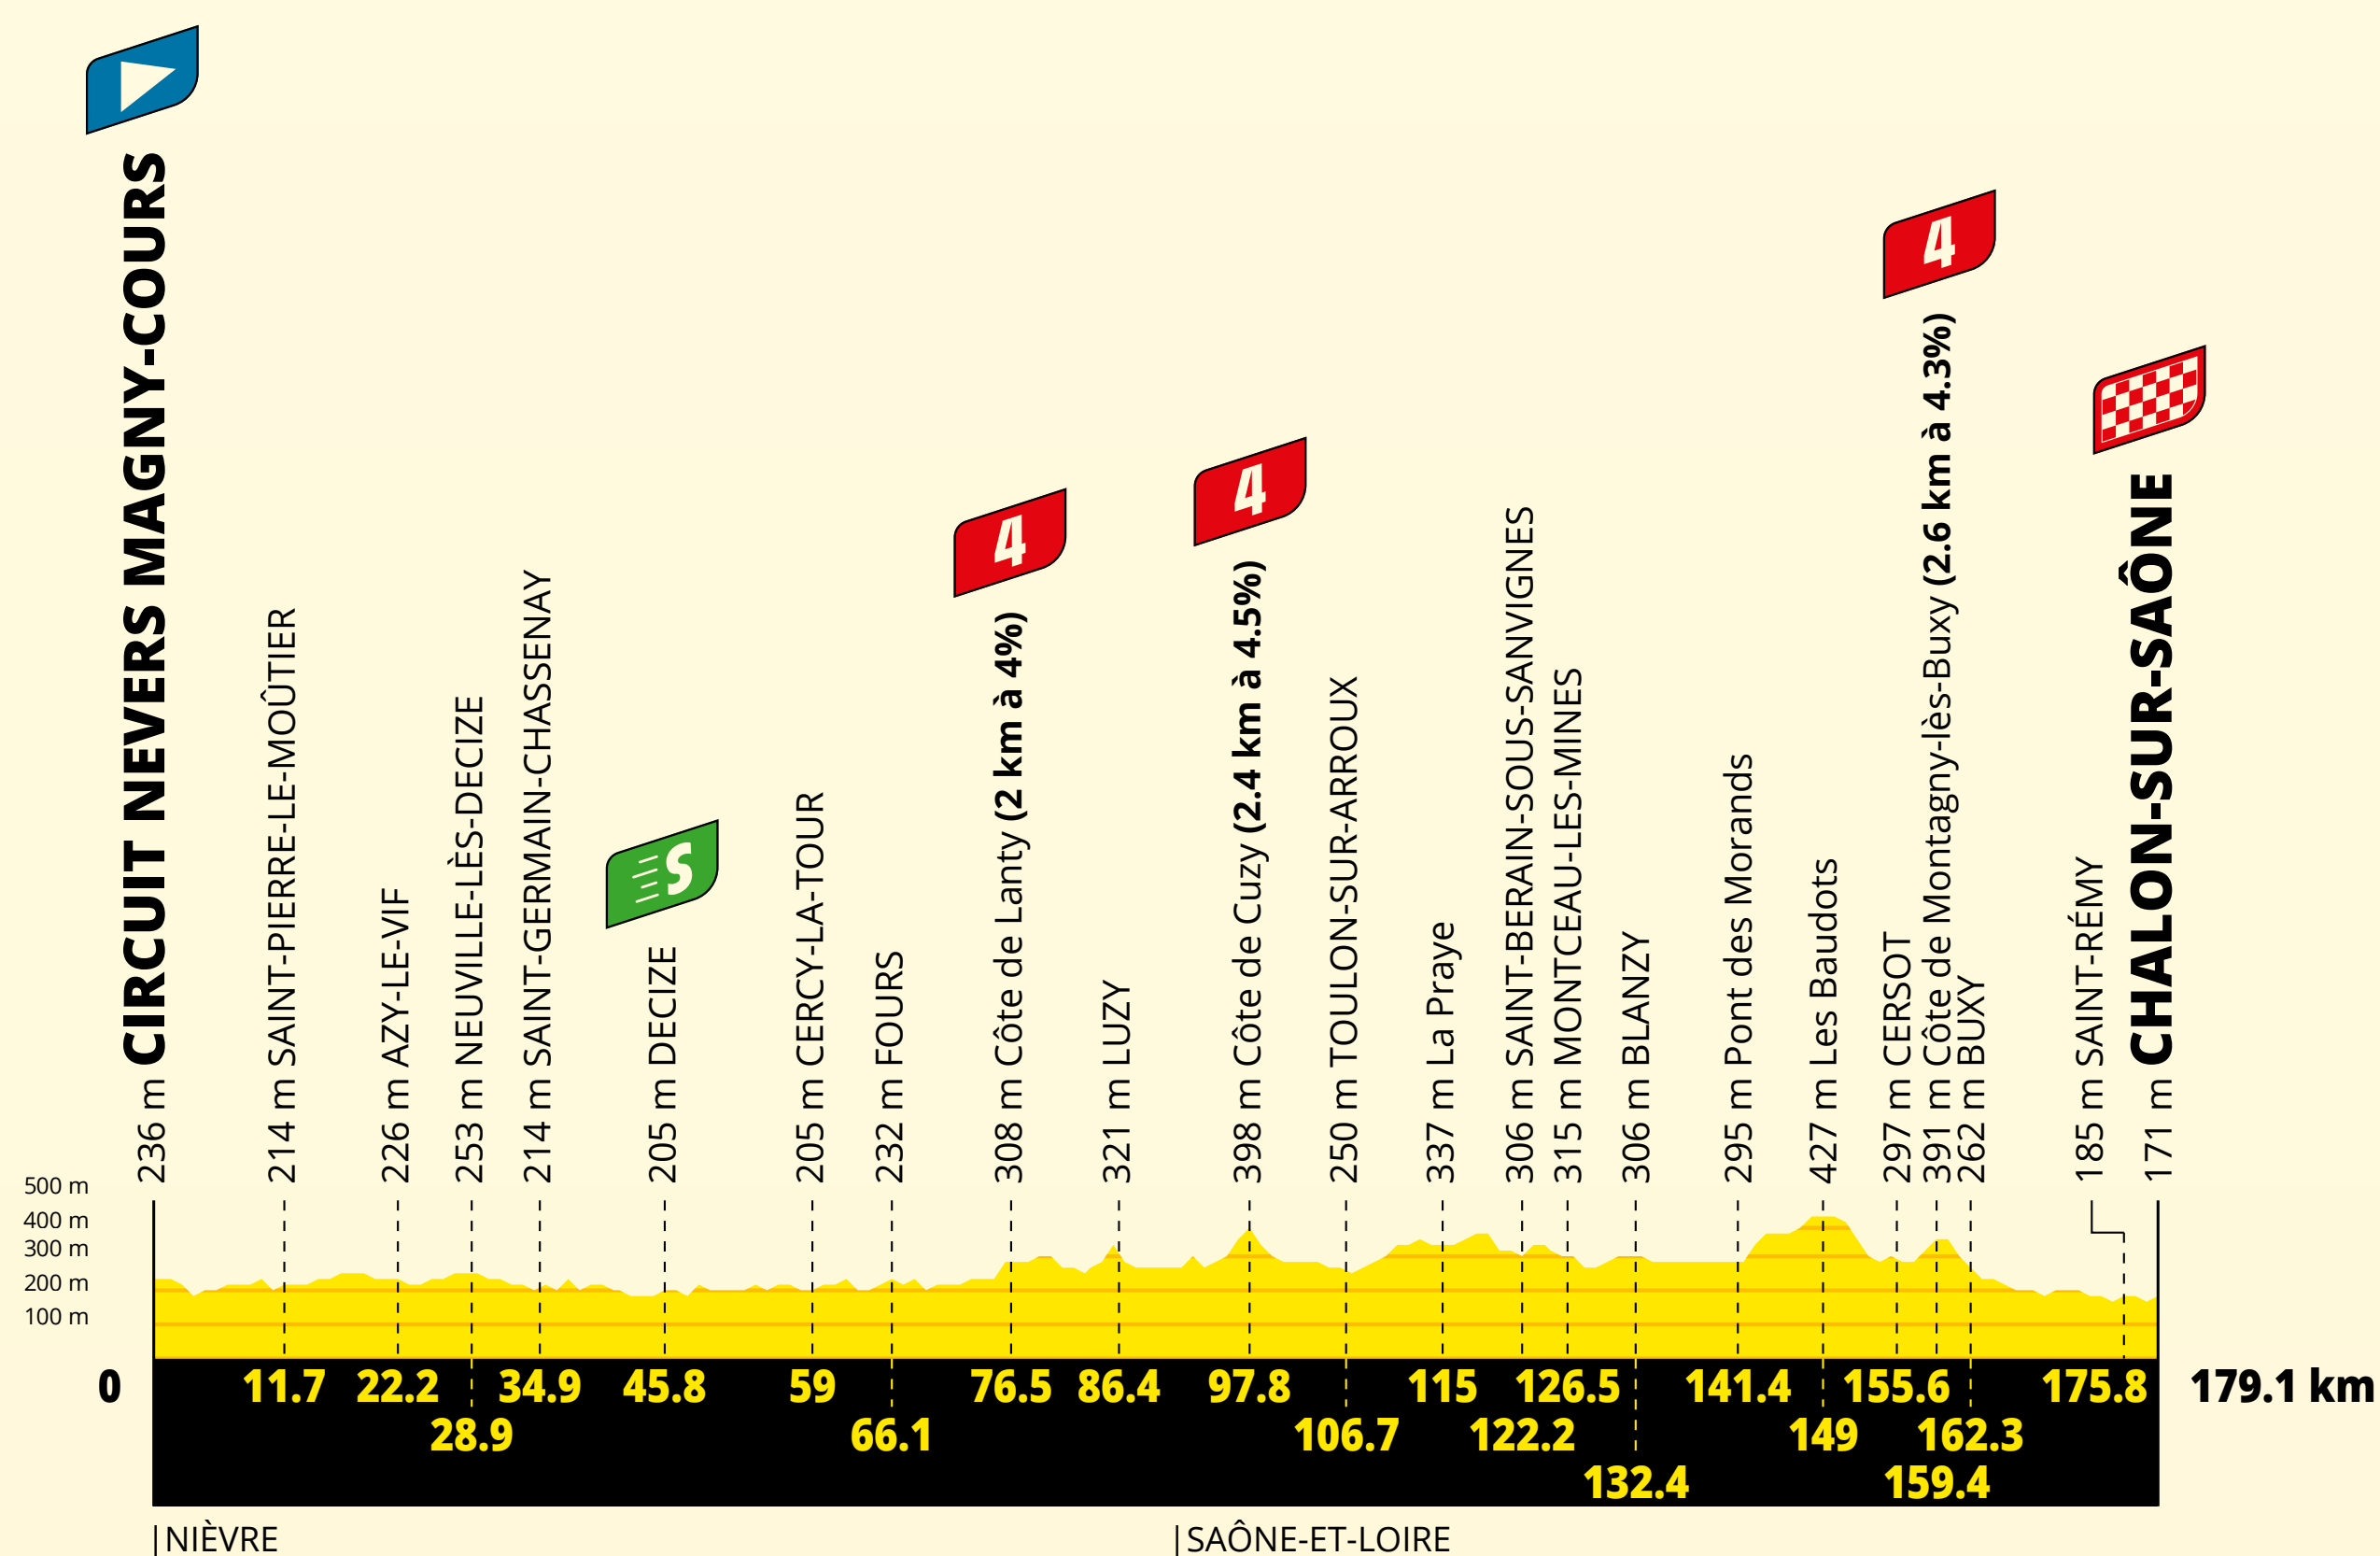 236 m CIRCUIT NEVERS MAGNY-COURS
214 m SAINT-PIERRE-LE-MOÛTIER
226 m AZY-LE-VIF
253 m NEUVILLE-LÈS-DECIZE
214 m SAINT-GERMAIN-CHASSENAY
S
205 m DECIZE
205 m CERCY-LA-TOUR
232 m FOURS
4
308 m Côte de Lanty (2 km à 4%)
321 m LUZY
4
398 m Côte de Cuzy (2.4 km à 4.5%)
250 m TOULON-SUR-ARROUX
337 m La Praye
306 m SAINT-BERAIN-SOUS-SANVIGNES
315 m MONTCEAU-LES-MINES
306 m BLANZY
295 m Pont des Morands
427 m Les Baudots
297 m CERSOT
4
391 m Côte de Montagny-lès-Buxy (2.6 km à 4.3%)
262 m BUXY
185 m SAINT-RÉMY
171 m CHALON-SUR-SAÔNE
500 m
400 m
300 m
200 m
100 m
0 11.7 22.2 34.9 45.8 59 76.5 86.4 97.8 115 126.5 141.4 155.6 175.8 179.1 km
28.9 66.1 106.7 122.2 149 162.3
132.4 159.4
|NIÈVRE |SAÔNE-ET-LOIRE